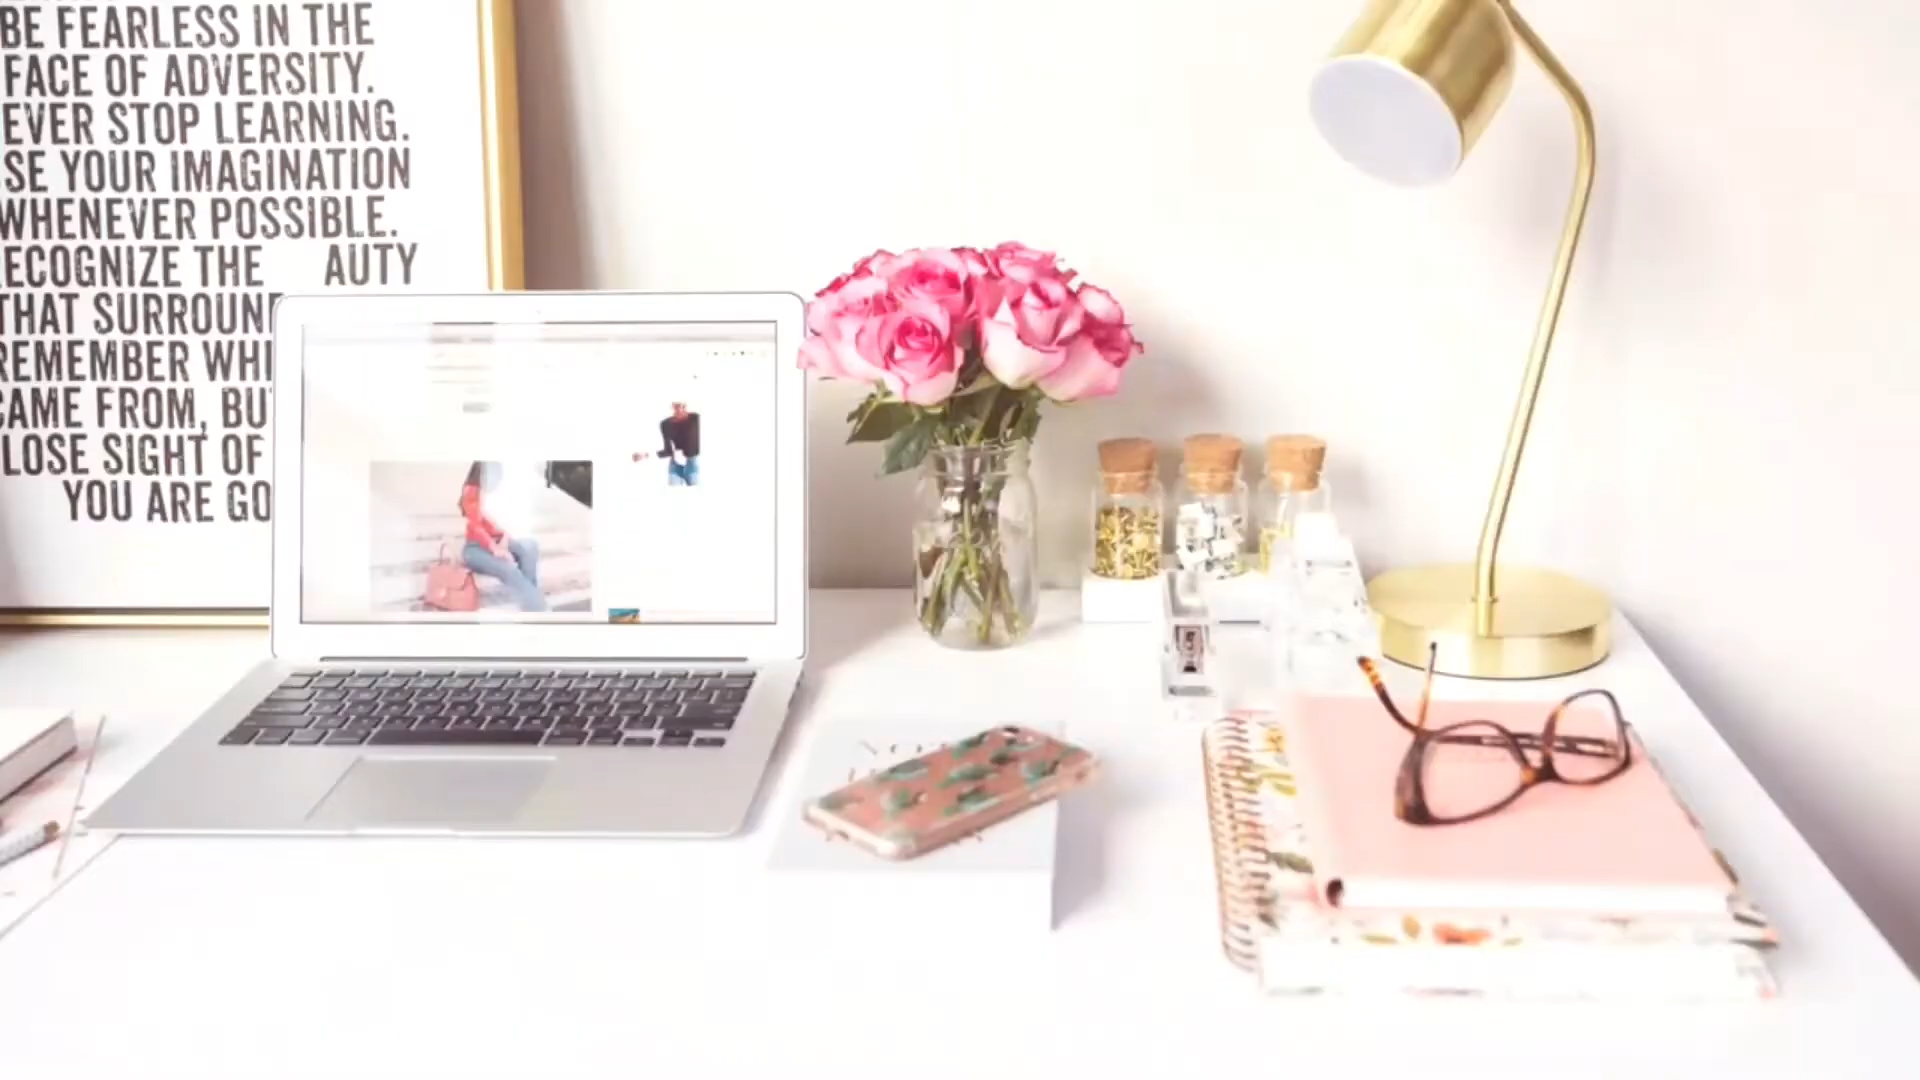 BE FEARLESS IN THE
FACE OF ADVERSITY.
EVER STOP LEARNING.
SE YOUR IMAGINATION
WHENEVER POSSIBLE.
ECOGNIZE THE AUTY
THAT SURROUN
REMEMBER WH
CAME FROM, BU
LOSE SIGHT OF
YOU ARE GO